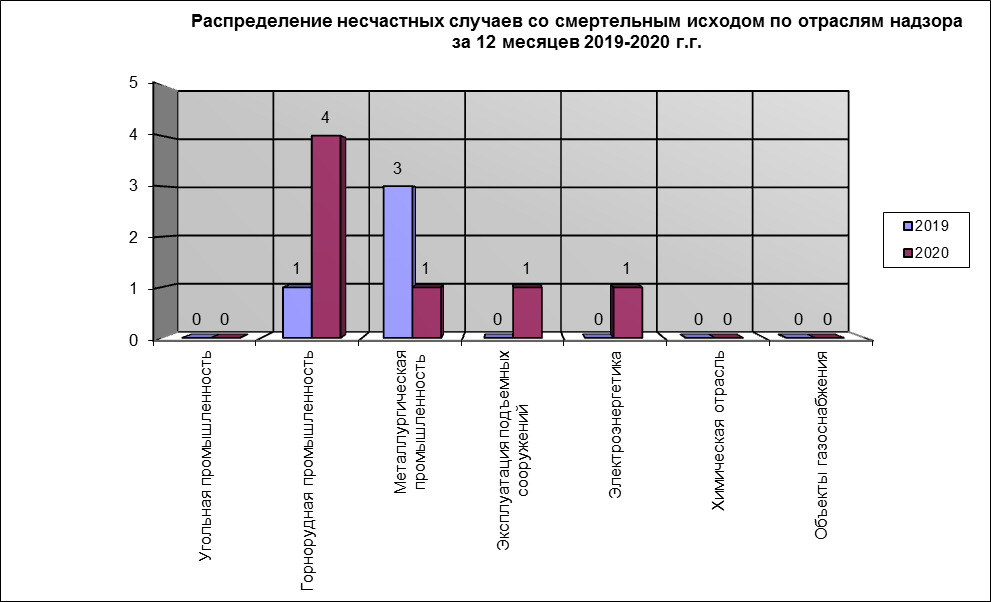 Распределение несчастных случаев со смертельным исходом по отраслям надзора
за 12 месяцев 2019-2020 г.г.
5
4
3
2
1
0
0 0
1 4
3 1
0 1
0 1
0 0
0 0
2019
2020
Угольная промышленность
Горнорудная промышленность
Металлургическая
промышленность
Эксплуатация подъемных
сооружений
Электроэнергетика
Химическая отрасль
Объекты газоснабжения